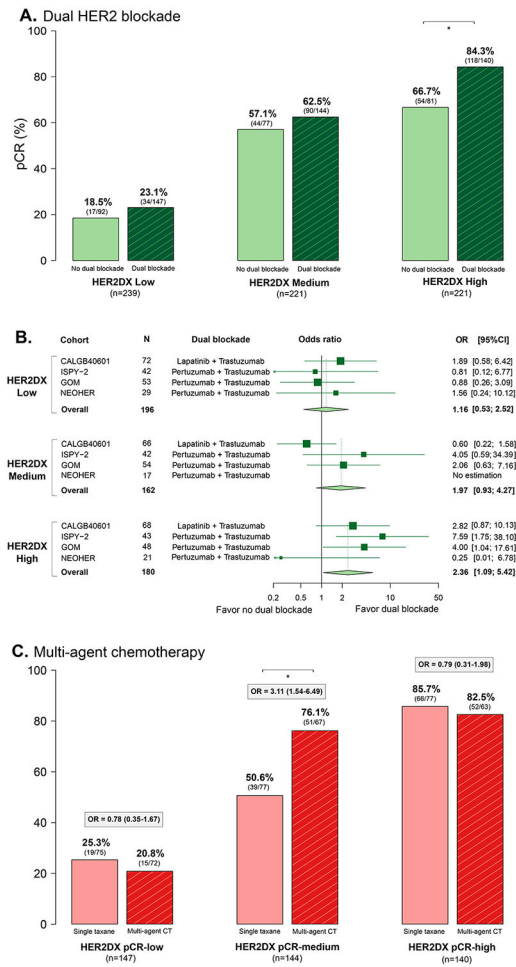 A. Dual HER2 blockade
100
80
60
40
20
0
pCR (%)
*
18.5%
(17/92)
23.1%
(34/147)
57.1%
(44/77)
62.5%
(90/144)
66.7%
(54/81)
84.3%
(118/140)
No dual blockade Dual blockade No dual blockade Dual blockade No dual blockade Dual blockade
HER2DX Low HER2DX Medium HER2DX High
(n=239) (n=221) (n=221)
B.
Cohort N Dual blockade Odds ratio OR [95%CI]
HER2DX Low
CALGB40601 72 Lapatinib + Trastuzumab 1.89 [0.58; 6.42]
ISPY-2 42 Pertuzumab + Trastuzumab 0.81 [0.12; 6.77]
GOM 53 Pertuzumab + Trastuzumab 0.88 [0.26; 3.09]
NEOHER 29 Pertuzumab + Trastuzumab 1.56 [0.24; 10.12]
Overall 196 1.16 [0.53; 2.52]
HER2DX Medium
CALGB40601 66 Lapatinib + Trastuzumab 0.60 [0.22; 1.58]
ISPY-2 42 Pertuzumab + Trastuzumab 4.05 [0.59; 34.39]
GOM 54 Pertuzumab + Trastuzumab 2.06 [0.63; 7.16]
NEOHER 17 Pertuzumab + Trastuzumab No estimation
Overall 162 1.97 [0.93; 4.27]
HER2DX High
CALGB40601 68 Lapatinib + Trastuzumab 2.82 [0.87; 10.13]
ISPY-2 43 Pertuzumab + Trastuzumab 7.59 [1.75; 38.10]
GOM 48 Pertuzumab + Trastuzumab 4.00 [1.04; 17.61]
NEOHER 21 Pertuzumab + Trastuzumab 0.25 [0.01; 6.78]
Overall 180 2.36 [1.09; 5.42]
0.2 0.5 1 2 10 50
Favor no dual blockade Favor dual blockade
C. Multi-agent chemotherapy
100
80
60
40
20
0
pCR (%)
OR = 0.78 (0.35-1.67)
*
OR = 3.11 (1.54-6.49)
OR = 0.79 (0.31-1.98)
25.3%
(19/75)
20.8%
(15/72)
50.6%
(39/77)
76.1%
(51/67)
85.7%
(66/77)
82.5%
(52/63)
Single taxane Multi-agent CT Single taxane Multi-agent CT Single taxane Multi-agent CT
HER2DX pCR-low HER2DX pCR-medium HER2DX pCR-high
(n=147) (n=144) (n=140)